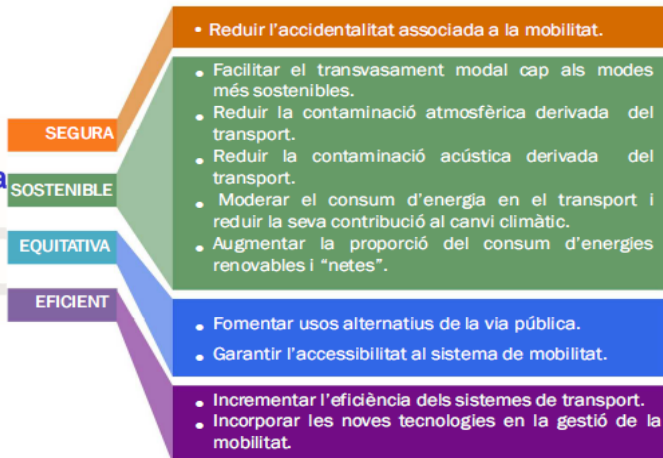 • Reduir l'accidentalitat associada a la mobilitat.
• Facilitar el transvasament modal cap als modes
més sostenibles.
• Reduir la contaminació atmosfèrica derivada del
transport.
• Reduir la contaminació acústica derivada del
transport.
• Moderar el consum d'energia en el transport i
reduir la seva contribució al canvi climàtic.
• Augmentar la proporció del consum d'energies
renovables i "netes".
• Fomentar usos alternatius de la via pública.
• Garantir l'accessibilitat al sistema de mobilitat.
• Incrementar l'eficiència dels sistemes de transport.
• Incorporar les noves tecnologies en la gestió de la
mobilitat.
SEGURA
a
SOSTENIBLE
EQUITATIVA
EFICIENT